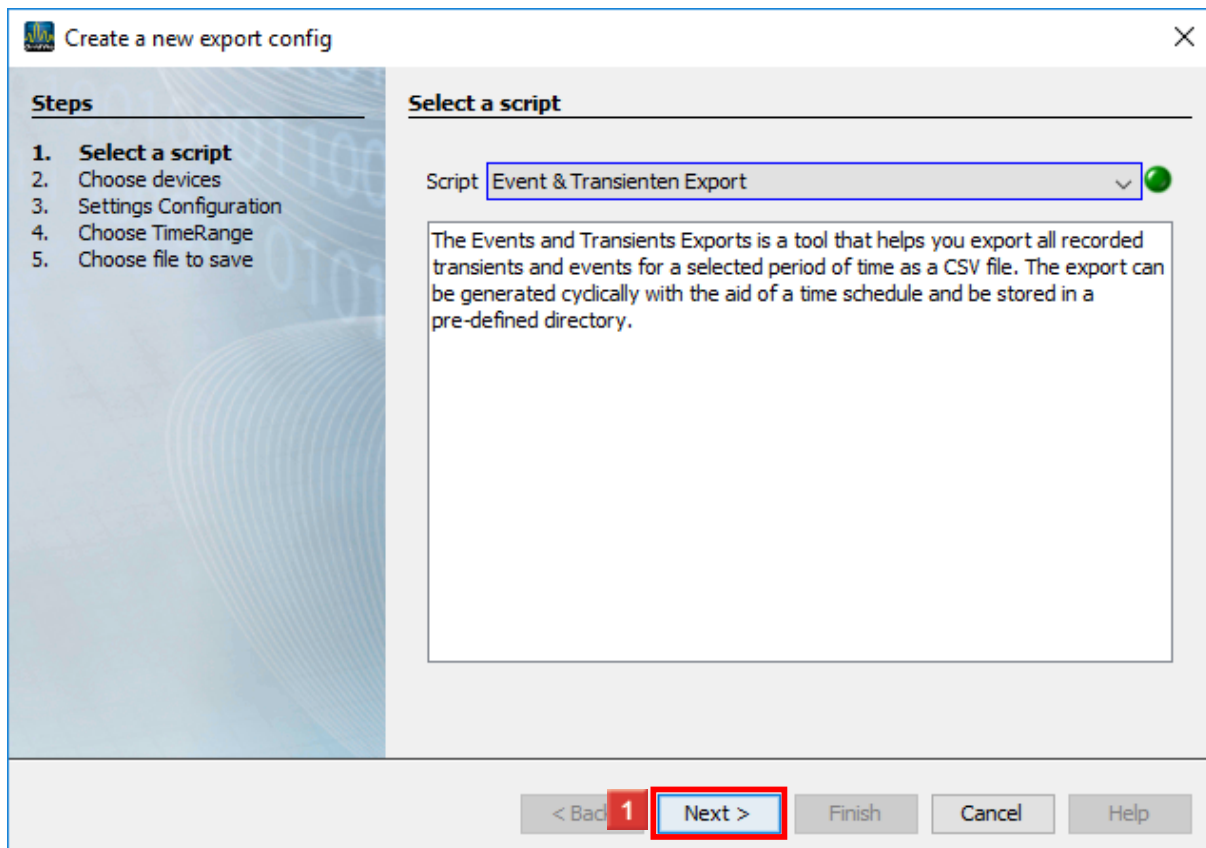 Create a new export config
Steps
1. Select a script
2. Choose devices
3. Settings Configuration
4. Choose TimeRange
5. Choose file to save
Select a script
Script Event & Transienten Export
The Events and Transients Exports is a tool that helps you export all recorded
transients and events for a selected period of time as a CSV file. The export can
be generated cyclically with the aid of a time schedule and be stored in a
pre-defined directory.
< Bac 1 Next > Finish Cancel Help